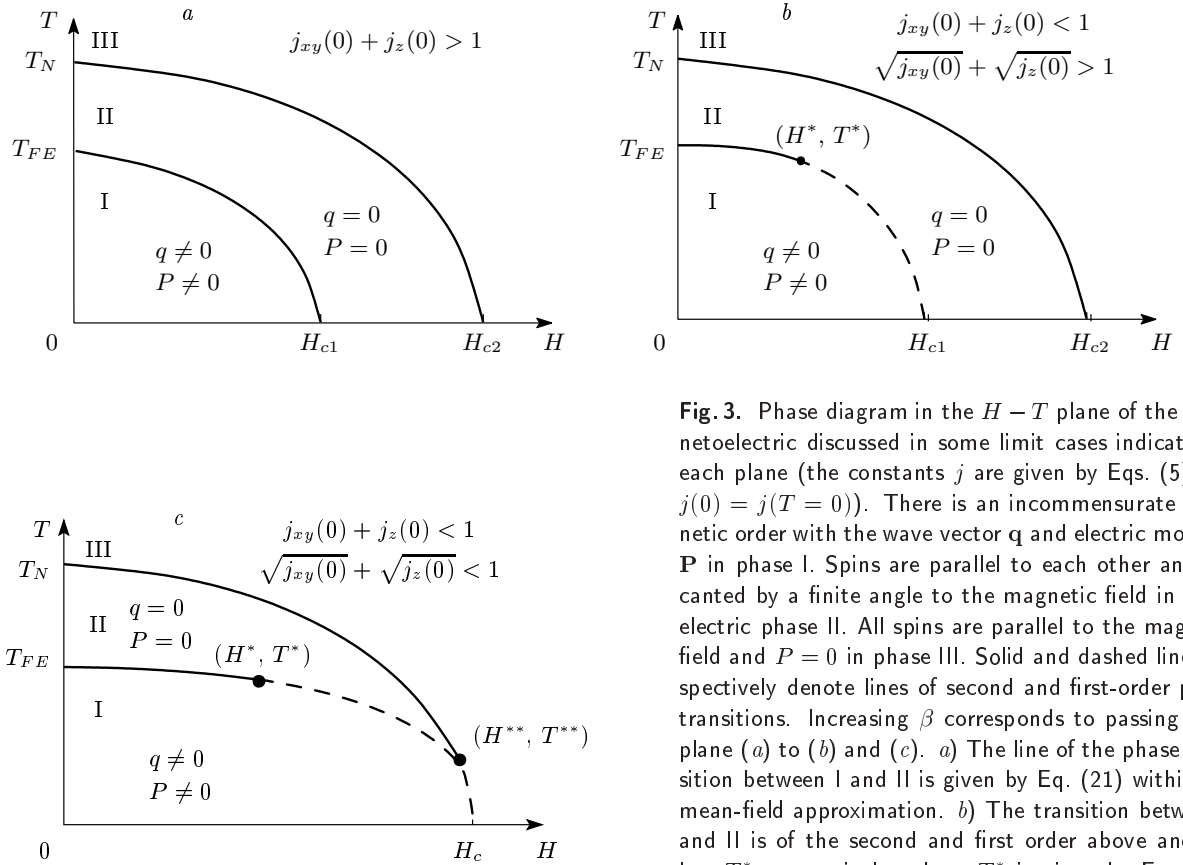 T
a
III
j_{xy}(0) + j_z(0) > 1
T_N
II
T_{FE}
I
q = 0
P = 0
q ≠ 0
P ≠ 0
0
H_{c1}
H_{c2}
H
T
b
III
j_{xy}(0) + j_z(0) < 1
√j_{xy}(0) + √j_z(0) > 1
T_N
II
(H*, T*)
T_{FE}
I
q = 0
P = 0
q ≠ 0
P ≠ 0
0
H_{c1}
H_{c2}
H
T
c
III
j_{xy}(0) + j_z(0) < 1
√j_{xy}(0) + √j_z(0) < 1
T_N
q = 0
II
P = 0
(H*, T*)
T_{FE}
I
(H**, T**)
q ≠ 0
P ≠ 0
0
H_c
H
Fig. 3. Phase diagram in the H − T plane of the
netoelectric discussed in some limit cases indicat
each plane (the constants j are given by Eqs. (5)
j(0) = j(T = 0)). There is an incommensurate
netic order with the wave vector q and electric mo
P in phase I. Spins are parallel to each other an
canted by a finite angle to the magnetic field in
electric phase II. All spins are parallel to the mag
field and P = 0 in phase III. Solid and dashed line
spectively denote lines of second and first-order p
transitions. Increasing β corresponds to passing
plane (a) to (b) and (c). a) The line of the phase
sition between I and II is given by Eq. (21) within
mean-field approximation. b) The transition betw
and II is of the second and first order above and